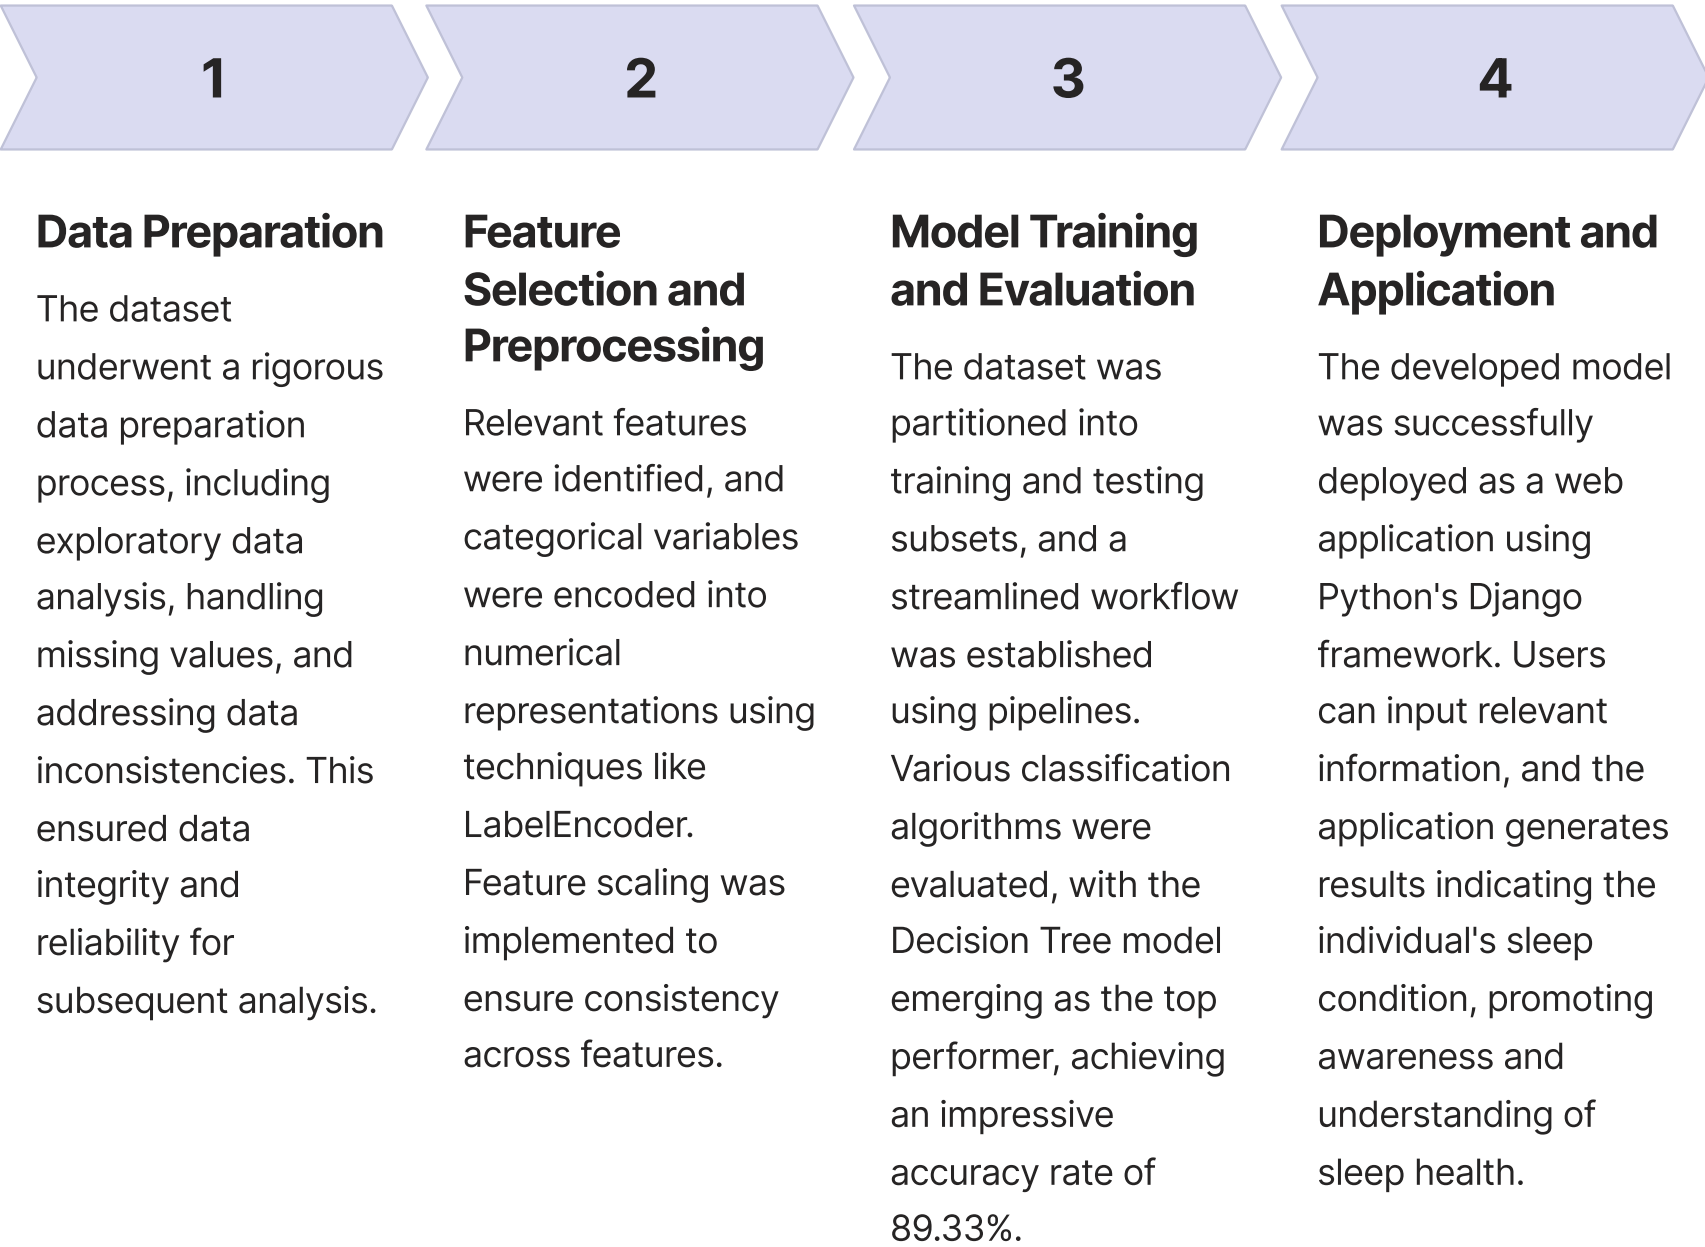 1
2
3
4
Data Preparation
The dataset
underwent a rigorous
data preparation
process, including
exploratory data
analysis, handling
missing values, and
addressing data
inconsistencies. This
ensured data
integrity and
reliability for
subsequent analysis.
Feature
Selection and
Preprocessing
Relevant features
were identified, and
categorical variables
were encoded into
numerical
representations using
techniques like
LabelEncoder.
Feature scaling was
implemented to
ensure consistency
across features.
Model Training
and Evaluation
The dataset was
partitioned into
training and testing
subsets, and a
streamlined workflow
was established
using pipelines.
Various classification
algorithms were
evaluated, with the
Decision Tree model
emerging as the top
performer, achieving
an impressive
accuracy rate of
89.33%.
Deployment and
Application
The developed model
was successfully
deployed as a web
application using
Python's Django
framework. Users
can input relevant
information, and the
application generates
results indicating the
individual's sleep
condition, promoting
awareness and
understanding of
sleep health.